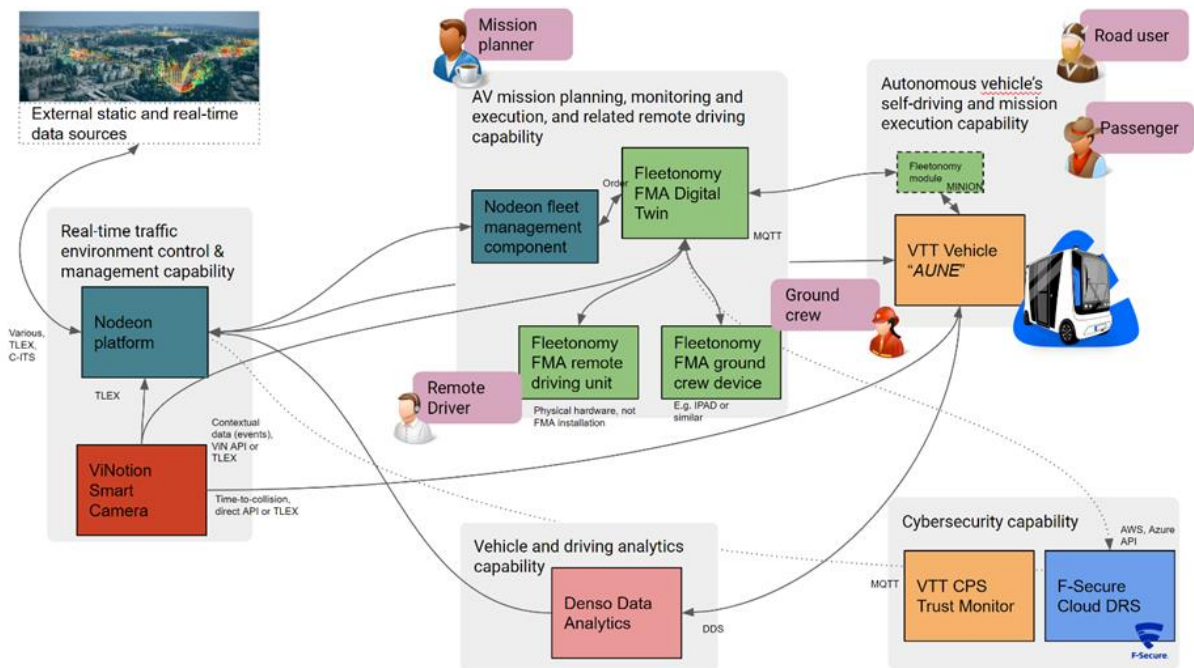 Mission
planner
Road user
Passenger
External static and real-time
data sources
AV mission planning, monitoring and
execution, and related remote driving
capability
Autonomous vehicle's
self-driving and mission
execution capability
Fleetonomy
FMA Digital
Twin
Order
MQTT
Nodeon fleet
management
component
Fleetonomy
module
MINION
VTT Vehicle
"AUNE"
Real-time traffic
environment control &
management capability
Nodeon
platform
Various,
TLEX,
C-ITS
TLEX
Ground
crew
Fleetonomy
FMA remote
driving unit
Fleetonomy
FMA ground
crew device
Remote
Driver
Physical hardware, not
FMA installation
E.g. IPAD or
similar
Contextual
data (events),
ViN API or
TLEX
ViNotion
Smart
Camera
Time-to-collision,
direct API or TLEX
Vehicle and driving analytics
capability
Denso Data
Analytics
DDS
Cybersecurity capability
AWS, Azure
API
MQTT
VTT CPS
Trust Monitor
F-Secure
Cloud DRS
F-Secure